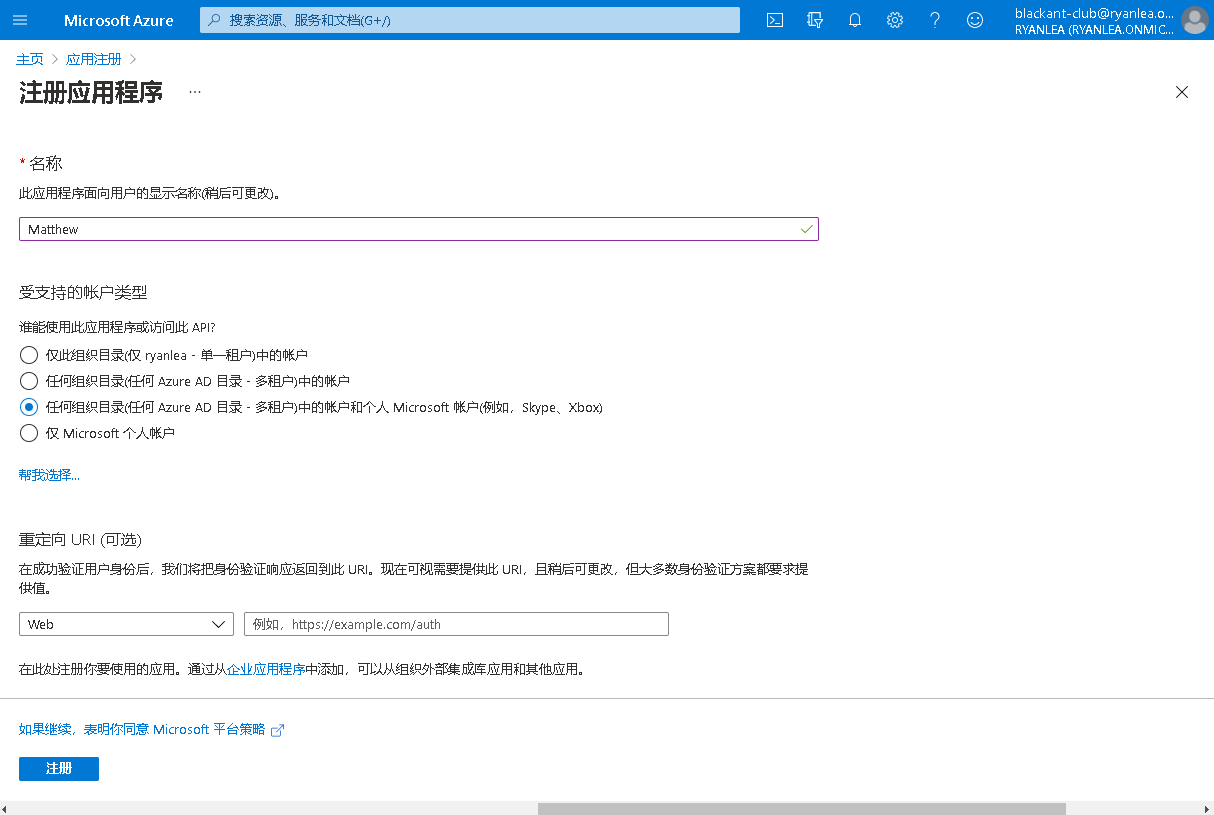 Microsoft Azure
搜索资源、服务和文档(G+/)
blackant-club@ryanlea.o...
RYANLEA (RYANLEA.ONMIC...
主页 > 应用注册 >
注册应用程序 ...
* 名称
此应用程序面向用户的显示名称(稍后可更改)。
Matthew
受支持的帐户类型
谁能使用此应用程序或访问此 API?
仅此组织目录(仅 ryanlea - 单一租户)中的帐户
任何组织目录(任何 Azure AD 目录 - 多租户)中的帐户
任何组织目录(任何 Azure AD 目录 - 多租户)中的帐户和个人 Microsoft 帐户(例如，Skype、Xbox)
仅 Microsoft 个人帐户
帮我选择...
重定向 URI (可选)
在成功验证用户身份后，我们将把身份验证响应返回到此 URI。现在可视需要提供此 URI，且稍后可更改，但大多数身份验证方案都要求提
供值。
Web
例如，https://example.com/auth
在此处注册你要使用的应用。通过从企业应用程序中添加，可以从组织外部集成库应用和其他应用。
如果继续，表明你同意 Microsoft 平台策略
注册